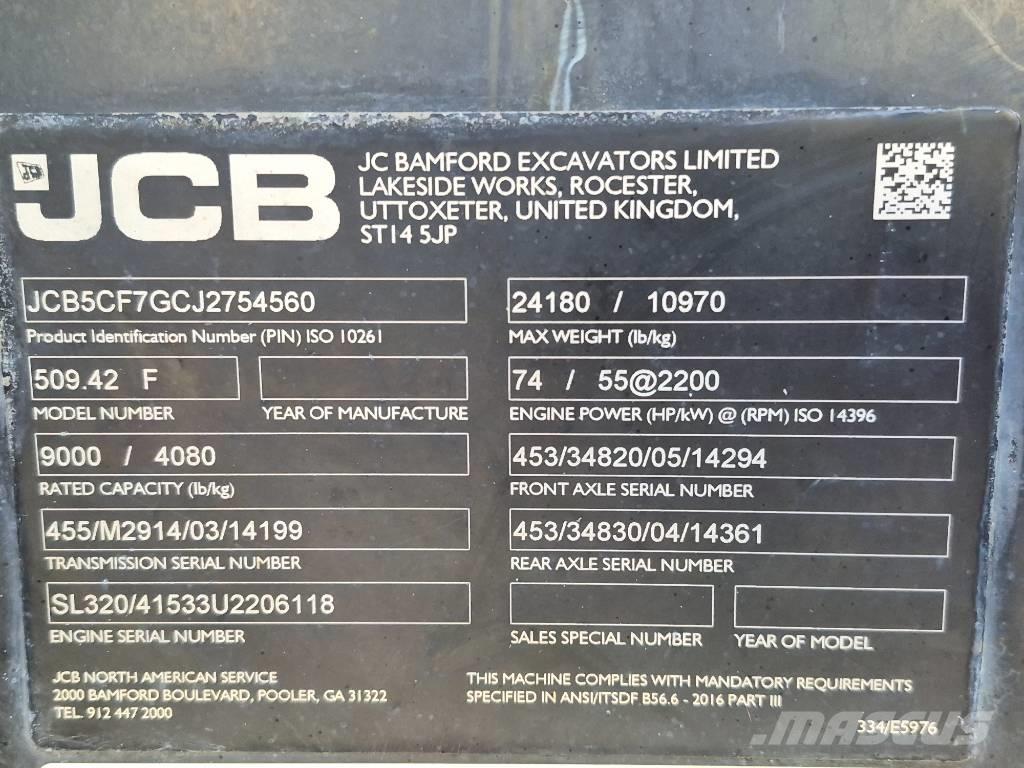 JCB
JC BAMFORD EXCAVATORS LIMITED
LAKESIDE WORKS, ROCESTER,
UTTOXETER, UNITED KINGDOM,
ST14 5JP
JCB5CF7GCJ2754560
Product Identification Number (PIN) ISO 10261
24180 / 10970
MAX WEIGHT (lb/kg)
509.42 F
MODEL NUMBER
YEAR OF MANUFACTURE
74 / 55@2200
ENGINE POWER (HP/kW) @ (RPM) ISO 14396
9000 / 4080
RATED CAPACITY (lb/kg)
453/34820/05/14294
FRONT AXLE SERIAL NUMBER
455/M2914/03/14199
TRANSMISSION SERIAL NUMBER
453/34830/04/14361
REAR AXLE SERIAL NUMBER
SL320/41533U2206118
ENGINE SERIAL NUMBER
SALES SPECIAL NUMBER
YEAR OF MODEL
JCB NORTH AMERICAN SERVICE
2000 BAMFORD BOULEVARD, POOLER, GA 31322
TEL. 912 447 2000
THIS MACHINE COMPLIES WITH MANDATORY REQUIREMENTS
SPECIFIED IN ANSI/ITSDF B56.6 - 2016 PART III
334/E5976
MASCUS